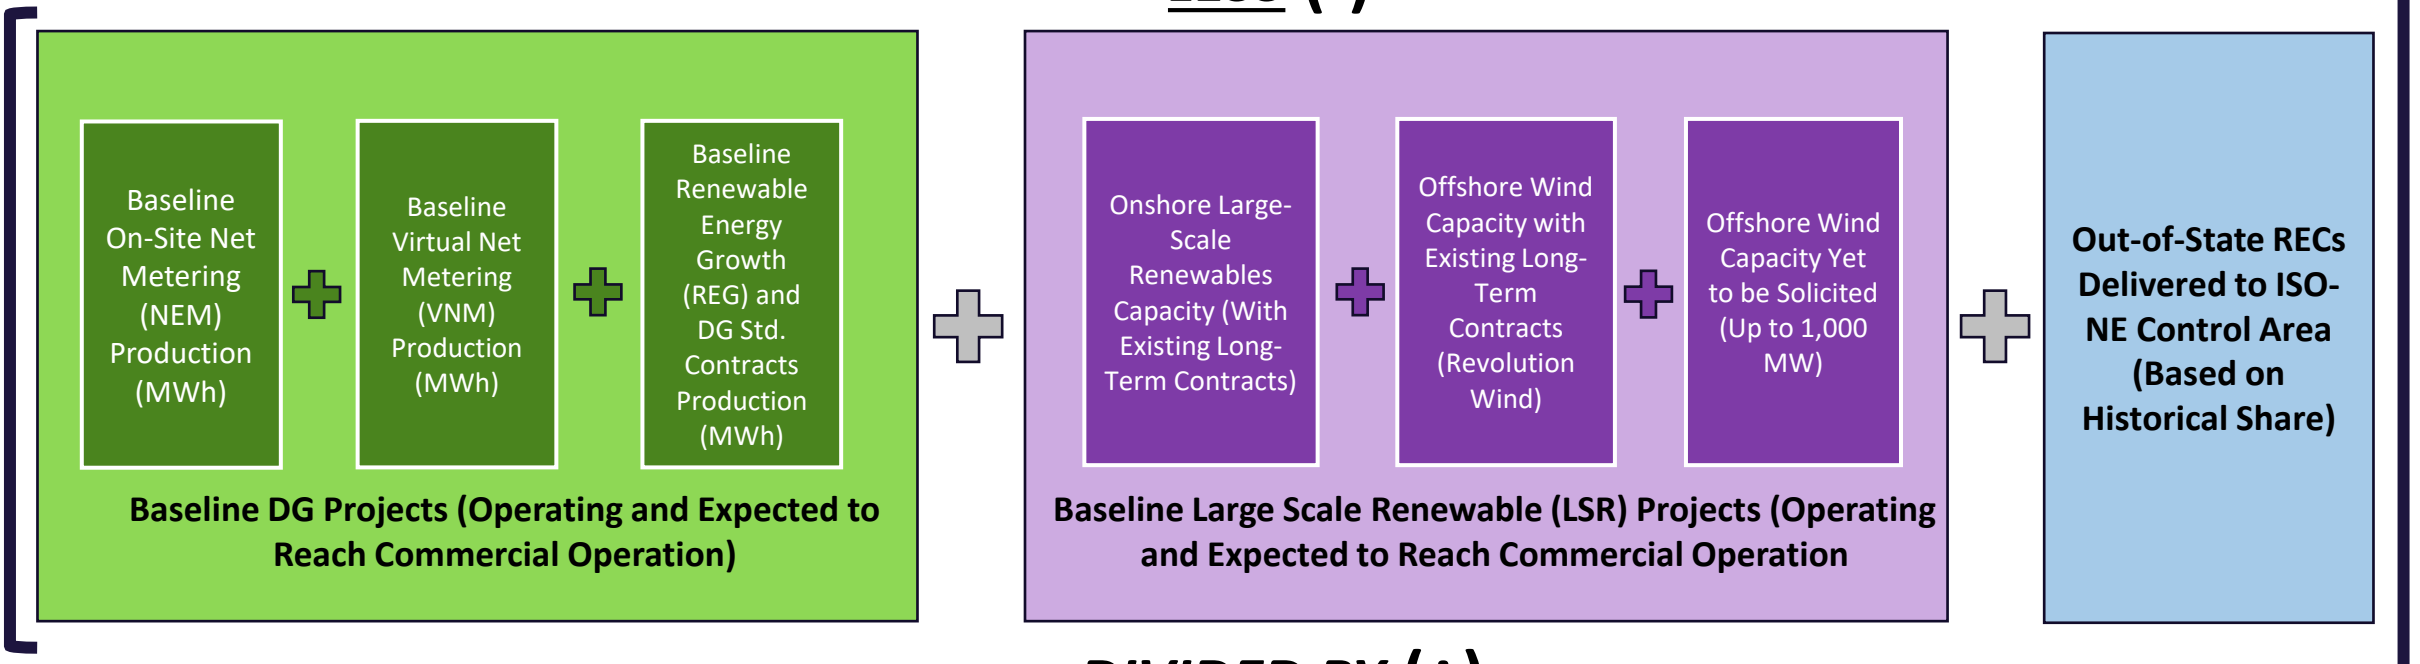 Baseline
On-Site Net
Metering
(NEM)
Production
(MWh)
Baseline
Virtual Net
Metering
(VNM)
Production
(MWh)
Baseline
Renewable
Energy
Growth
(REG) and
DG Std.
Contracts
Production
(MWh)
Baseline DG Projects (Operating and Expected to
Reach Commercial Operation)
Onshore Large-
Scale
Renewables
Capacity (With
Existing Long-
Term Contracts)
Offshore Wind
Capacity with
Existing Long-
Term
Contracts
(Revolution
Wind)
Offshore Wind
Capacity Yet
to be Solicited
(Up to 1,000
MW)
Baseline Large Scale Renewable (LSR) Projects (Operating
and Expected to Reach Commercial Operation
Out-of-State RECs
Delivered to ISO-
NE Control Area
(Based on
Historical Share)
DIVIDED BY (÷)